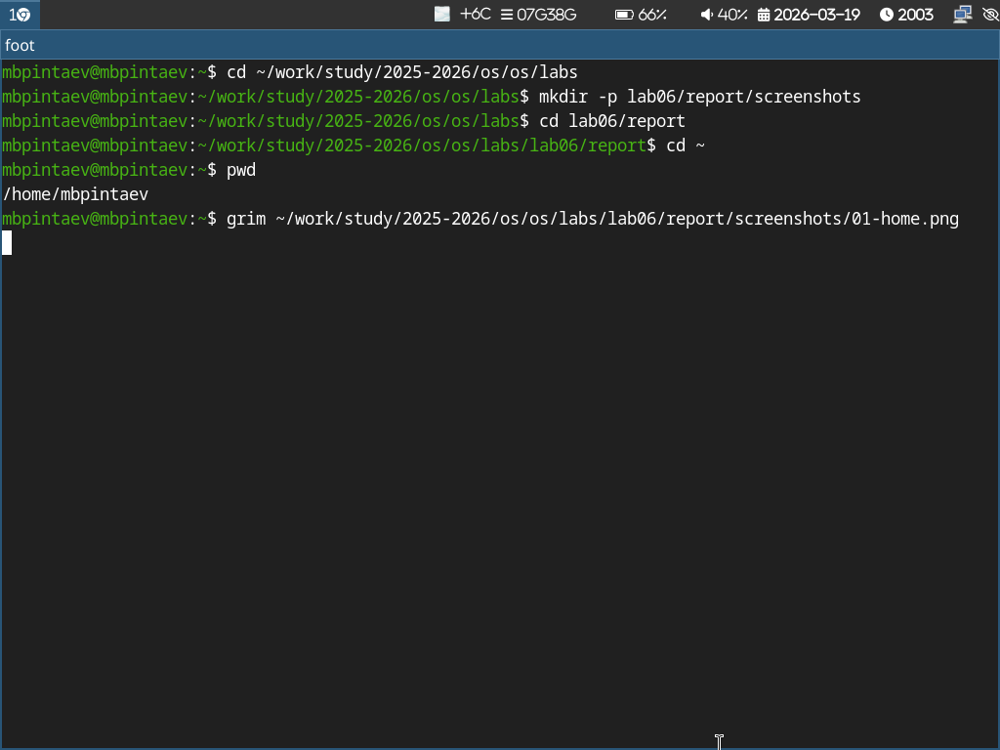 1 +6C 07G38G 66% 40% 2026-03-19 2003
foot
mbpintaev@mbpintaev:~$ cd ~/work/study/2025-2026/os/os/labs
mbpintaev@mbpintaev:~/work/study/2025-2026/os/os/labs$ mkdir -p lab06/report/screenshots
mbpintaev@mbpintaev:~/work/study/2025-2026/os/os/labs$ cd lab06/report
mbpintaev@mbpintaev:~/work/study/2025-2026/os/os/labs/lab06/report$ cd ~
mbpintaev@mbpintaev:~$ pwd
/home/mbpintaev
mbpintaev@mbpintaev:~$ grim ~/work/study/2025-2026/os/os/labs/lab06/report/screenshots/01-home.png